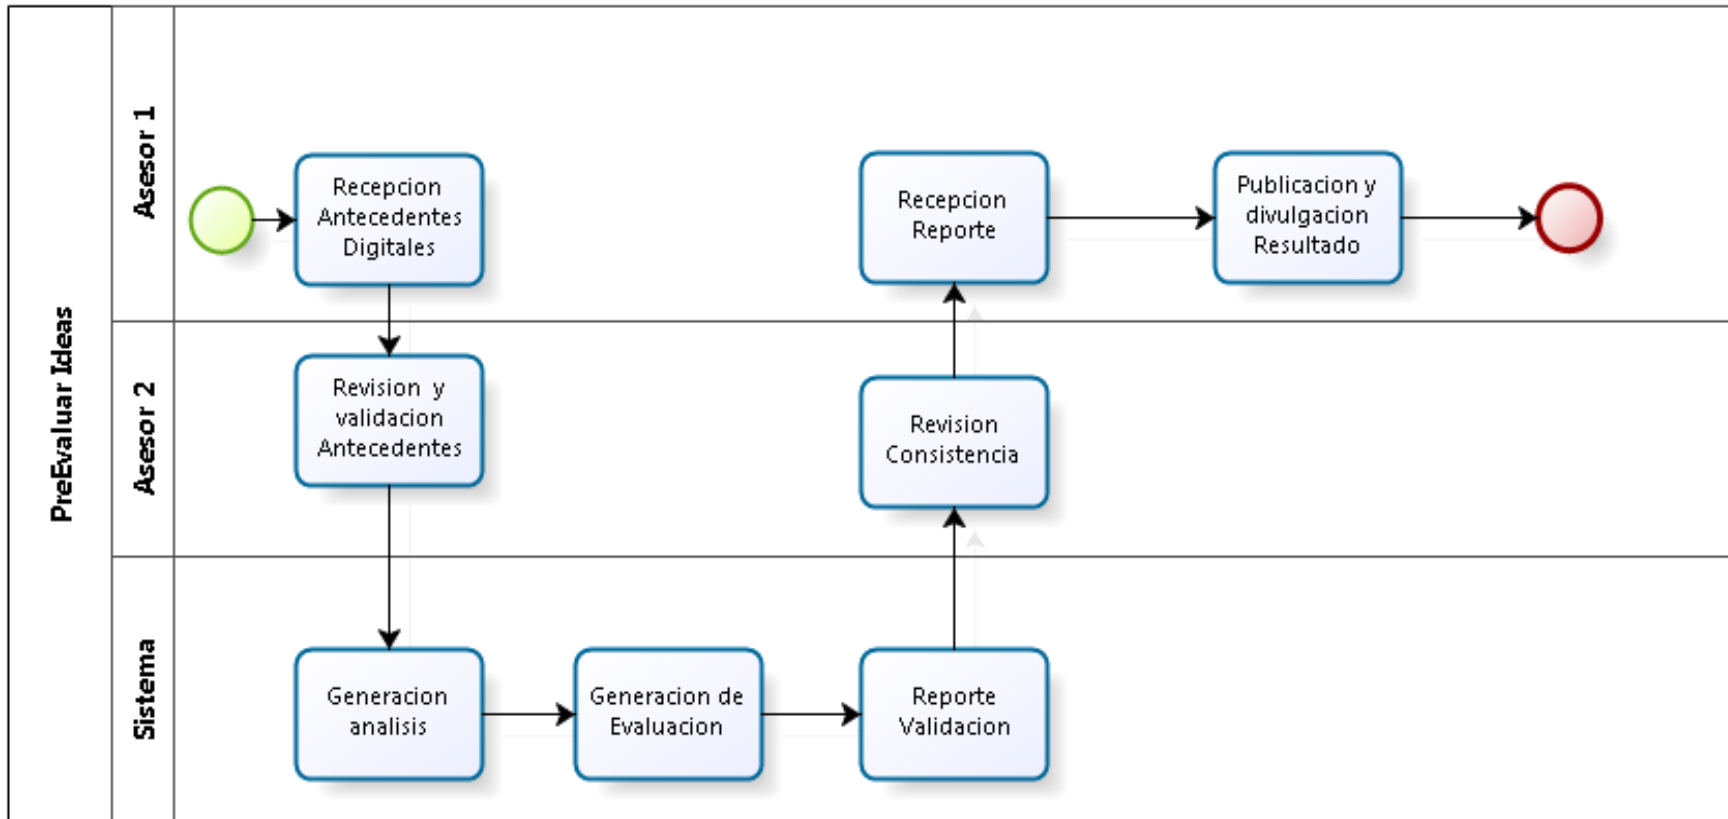 PreEvaluar Ideas
Asesor 1
Recepcion
Antecedentes
Digitales
Recepcion
Reporte
Publicacion y
divulgacion
Resultado
Asesor 2
Revision y
validacion
Antecedentes
Revision
Consistencia
Sistema
Generacion
analisis
Generacion de
Evaluacion
Reporte
Validacion